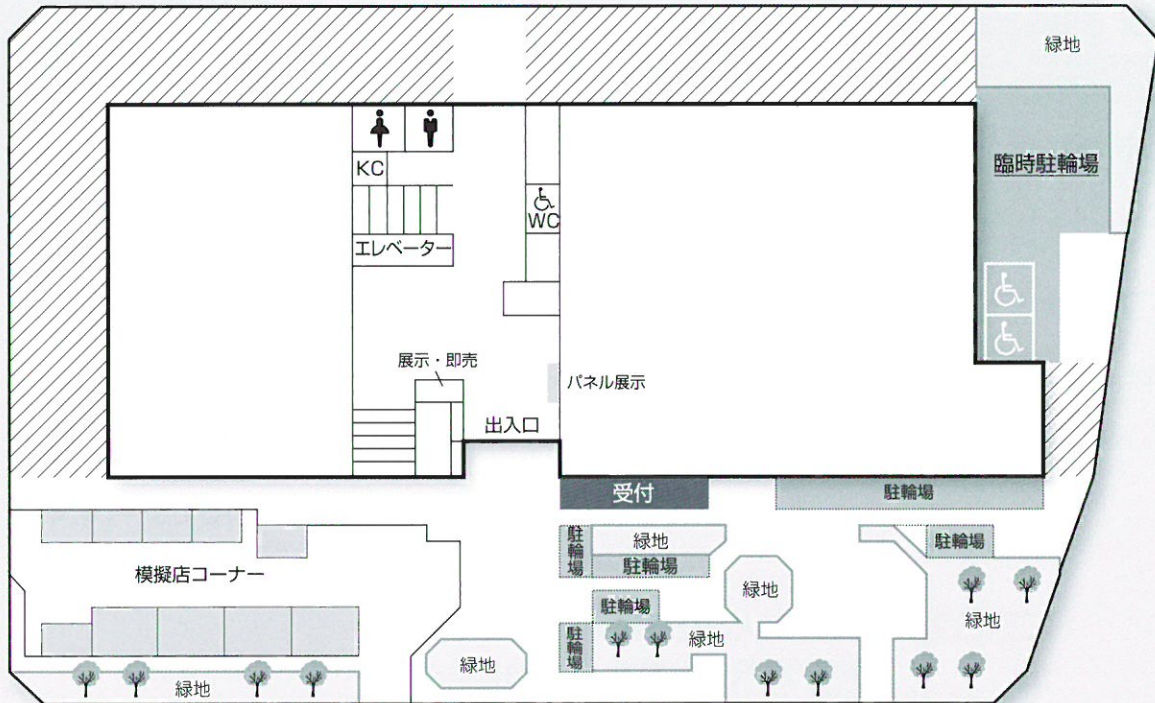 緑地
臨時駐輪場
KC
WC
エレベーター
展示・即売
パネル展示
出入口
受付
駐輪場
駐輪場
緑地
駐輪場
駐輪場
模擬店コーナー
緑地
駐輪場
緑地
駐輪場
緑地
緑地
緑地